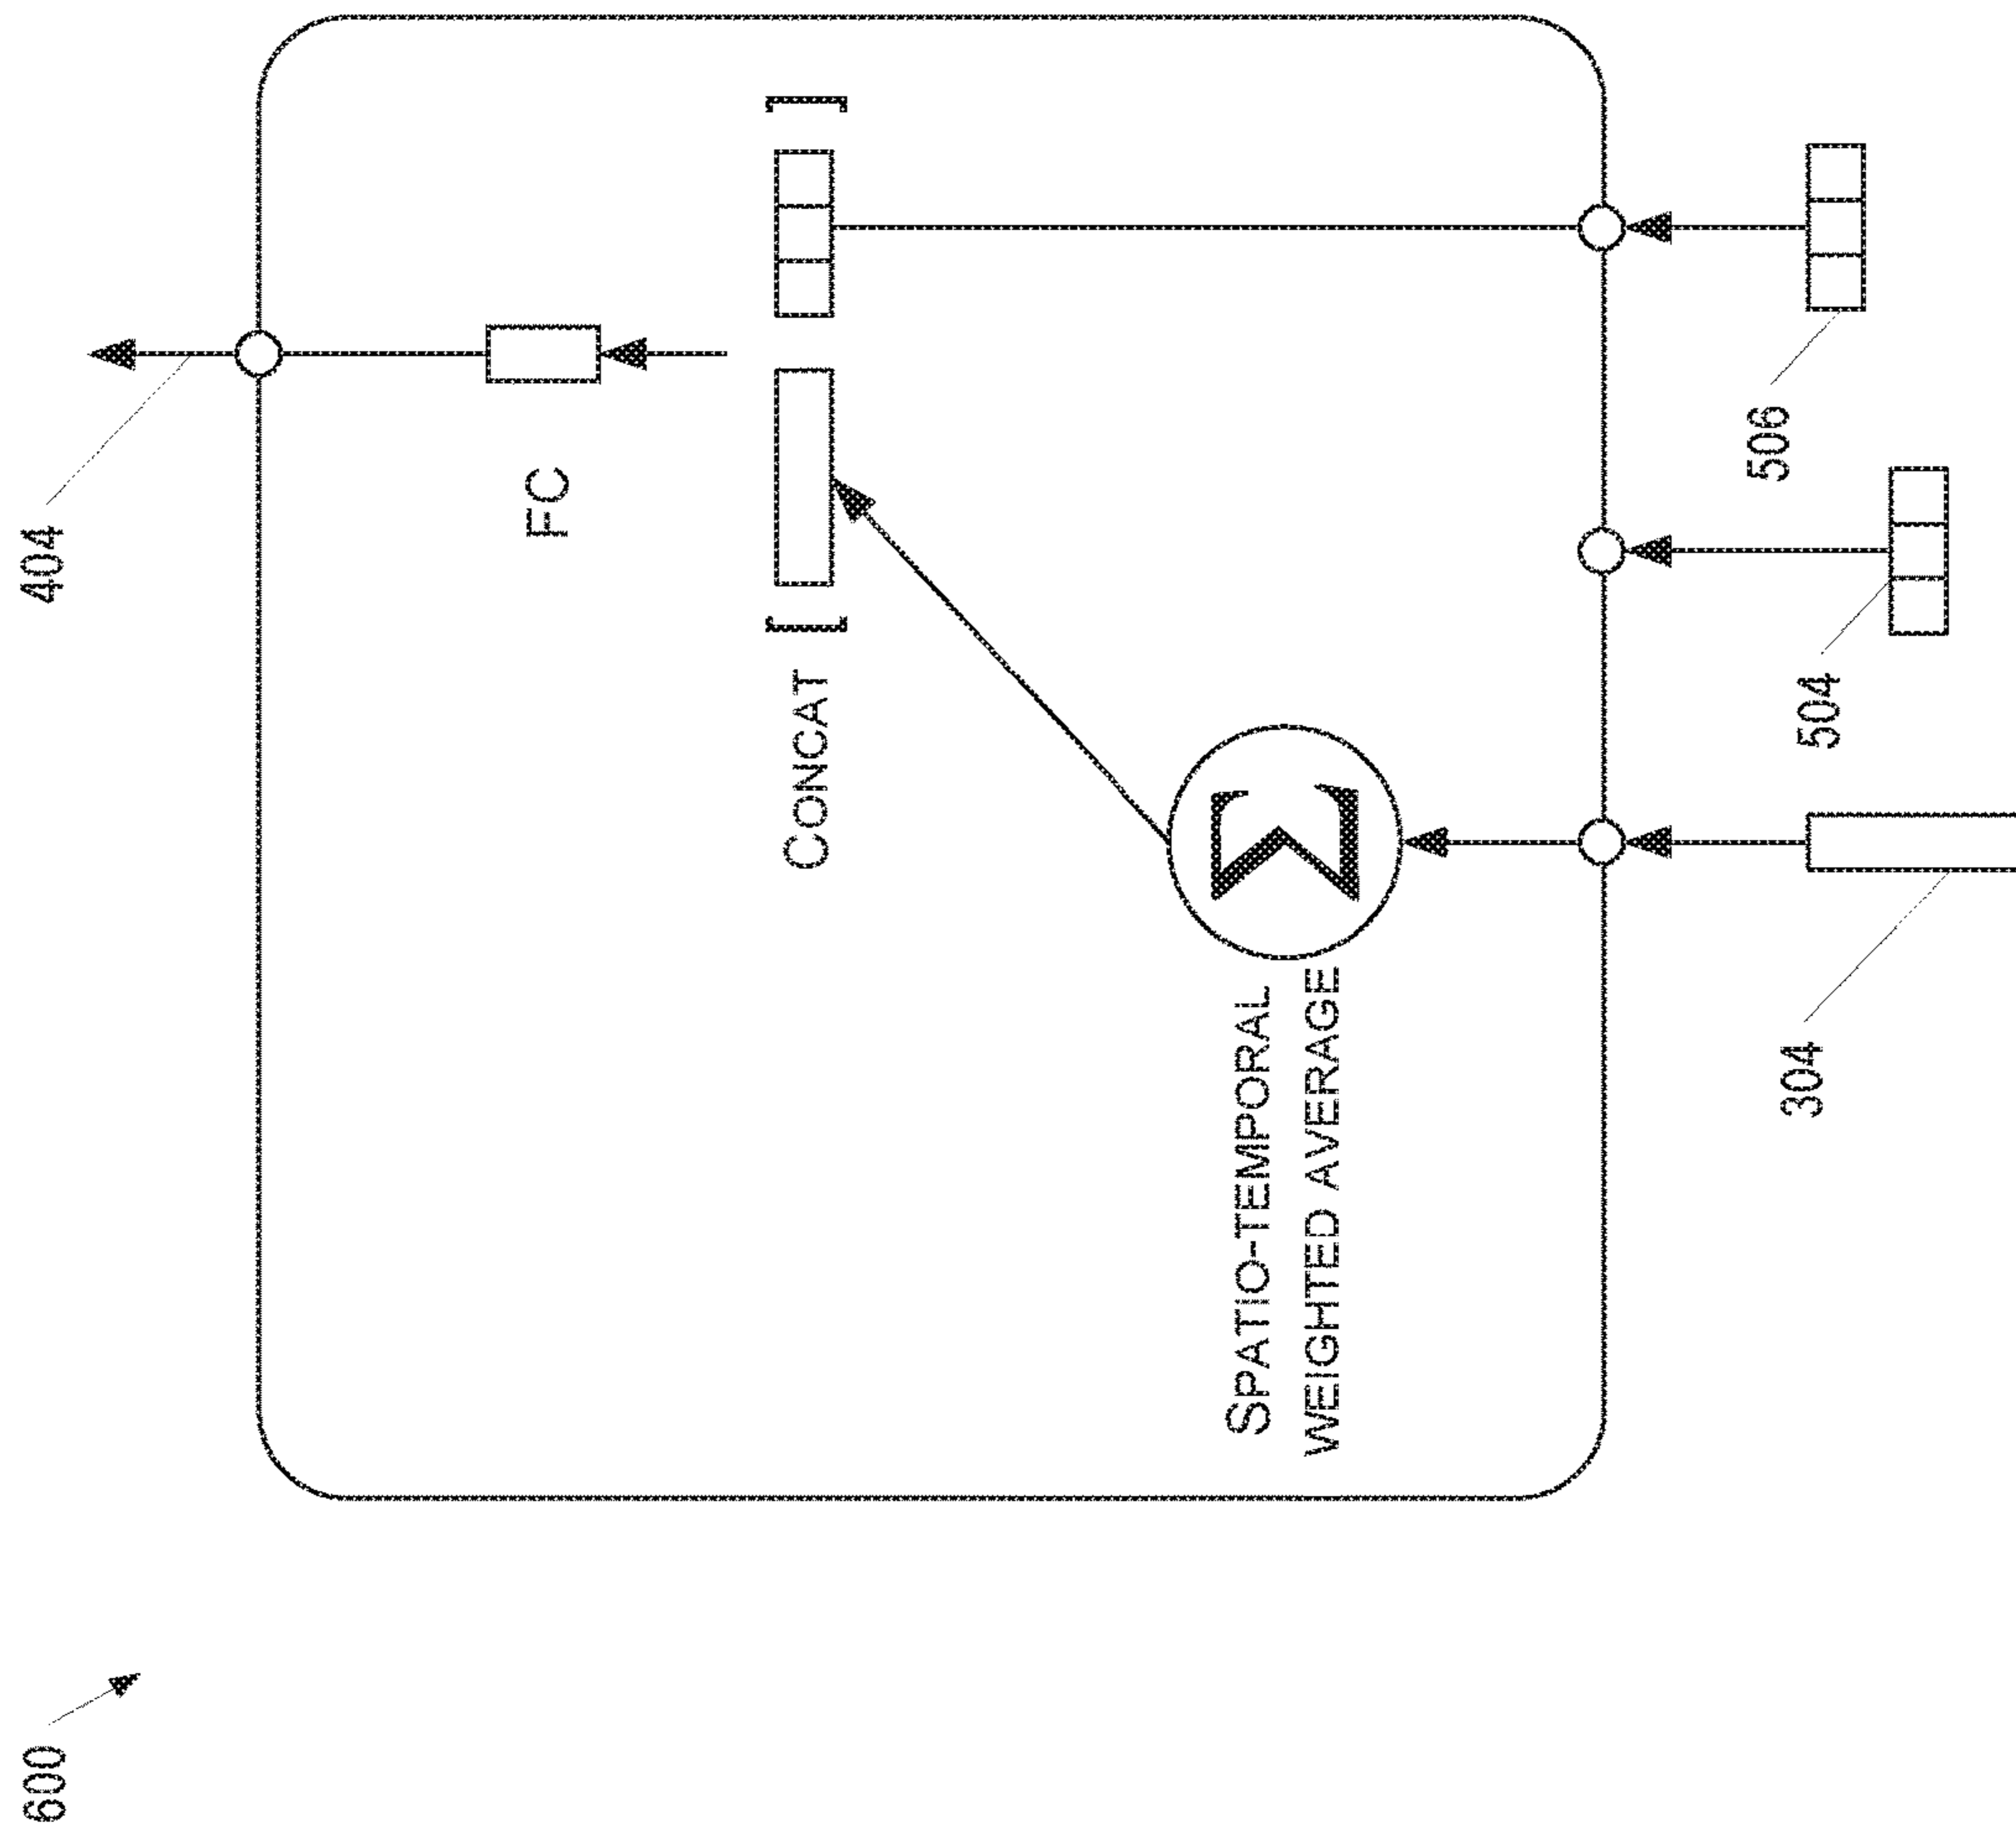 600
404
FC
CONCAT [ ]
SPATIO-TEMPORAL
WEIGHTED AVERAGE
Σ
304
504
506